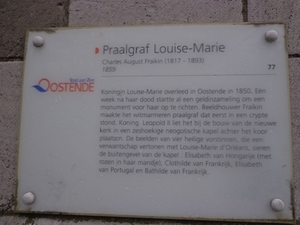 Praalgraf Louise-Marie
Charles August Fraikin (1817 - 1893)
1859
77
OOSTENDE
Koningin Louise-Marie overleed in Oostende in 1850. Een
week na haar dood startte al een geldinzameling om een
monument voor haar op te richten. Beeldhouwer Fraikin
maakte het witmarmeren praalgraf dat eerst in een crypte
stond. Koning Leopold II liet het bij de bouw van de nieuwe
kerk in een zeshoekige neogotische kapel achter het koor
plaatsen. De beelden van vier heilige vorstinnen, die een
verwantschap vertonen met Louise-Marie d'Orléans, sieren
de buitengevel van de kapel : Elisabeth van Hongarije (met
rozen in haar mandje), Clothilde van Frankrijk, Elisabeth
van Portugal en Bathilde van Frankrijk.